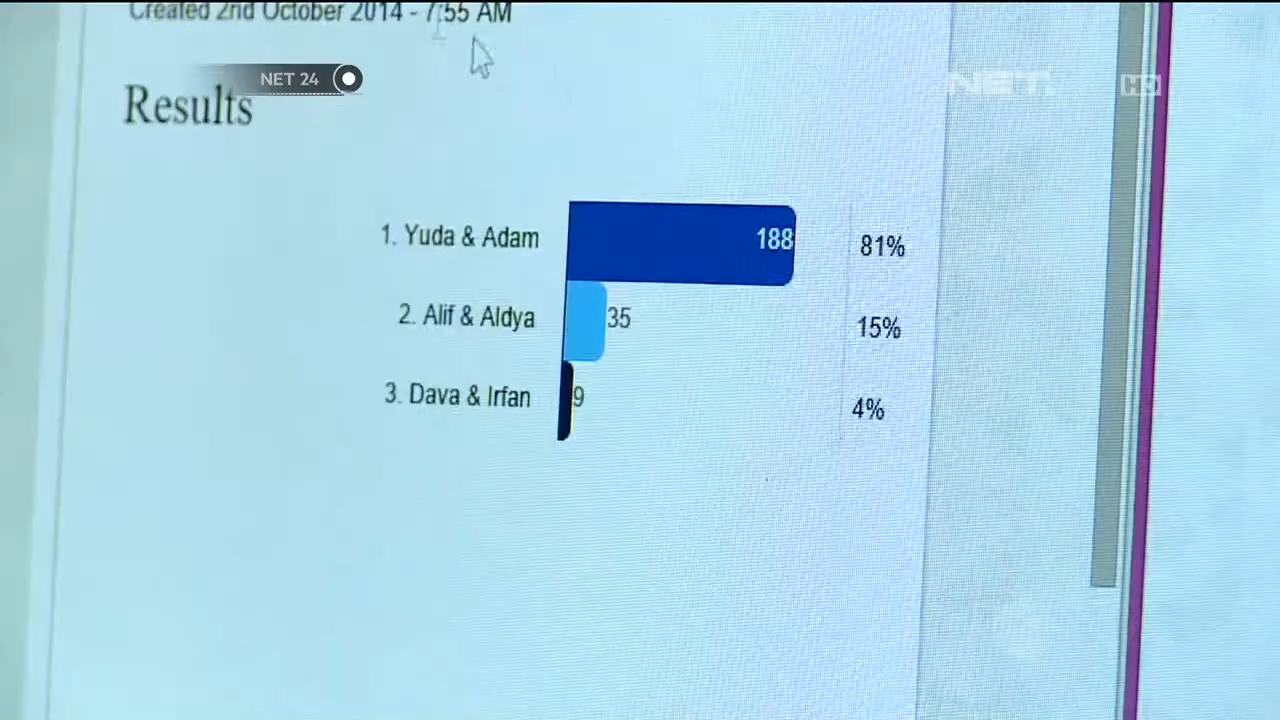 Created 2nd October 2014 - 7:55 AM
NET 24
NET.
HD
Results
1. Yuda & Adam 188 81%
2. Alif & Aldya 35 15%
3. Dava & Irfan 9 4%